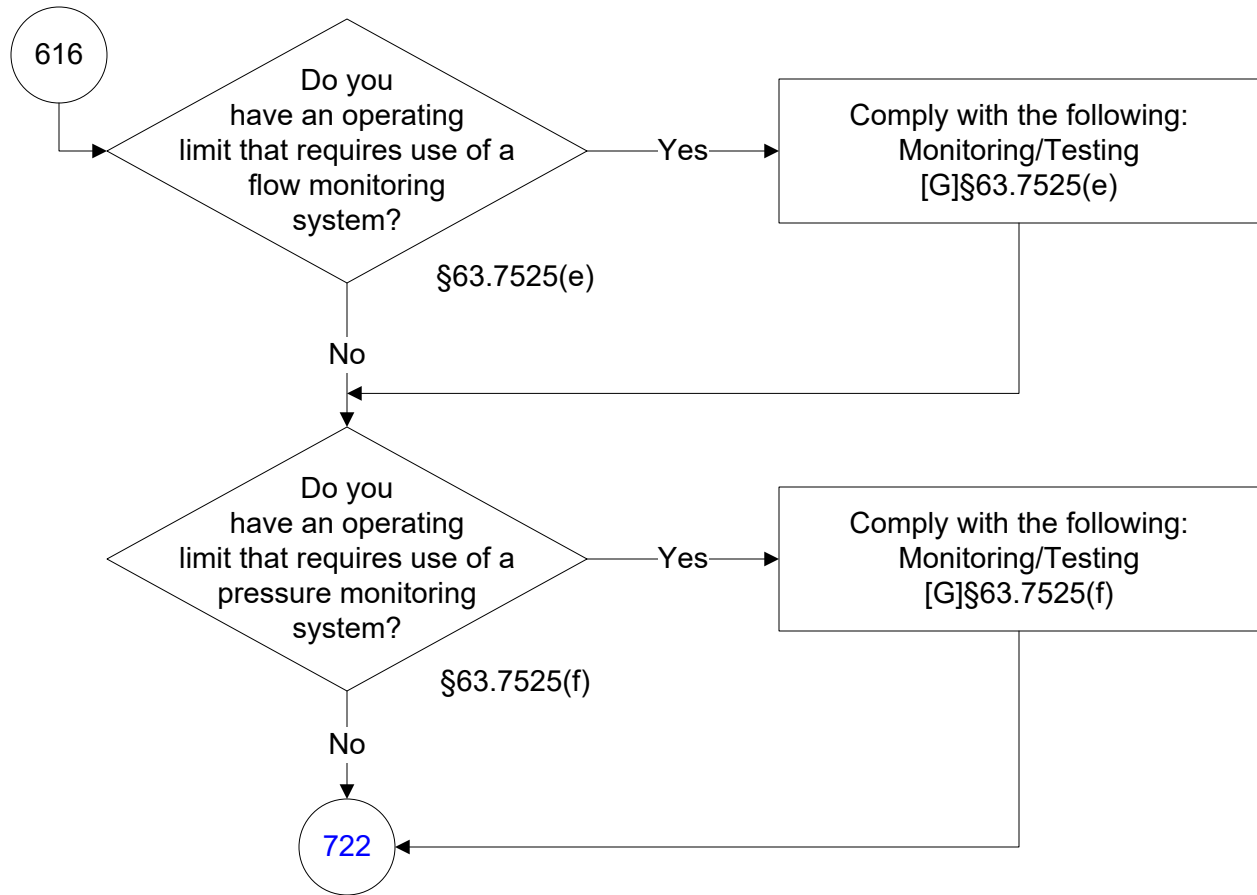 616
Do you
have an operating
limit that requires use of a
flow monitoring
system?
Yes
Comply with the following:
Monitoring/Testing
[G]§63.7525(e)
§63.7525(e)
No
Do you
have an operating
limit that requires use of a
pressure monitoring
system?
Yes
Comply with the following:
Monitoring/Testing
[G]§63.7525(f)
§63.7525(f)
No
722